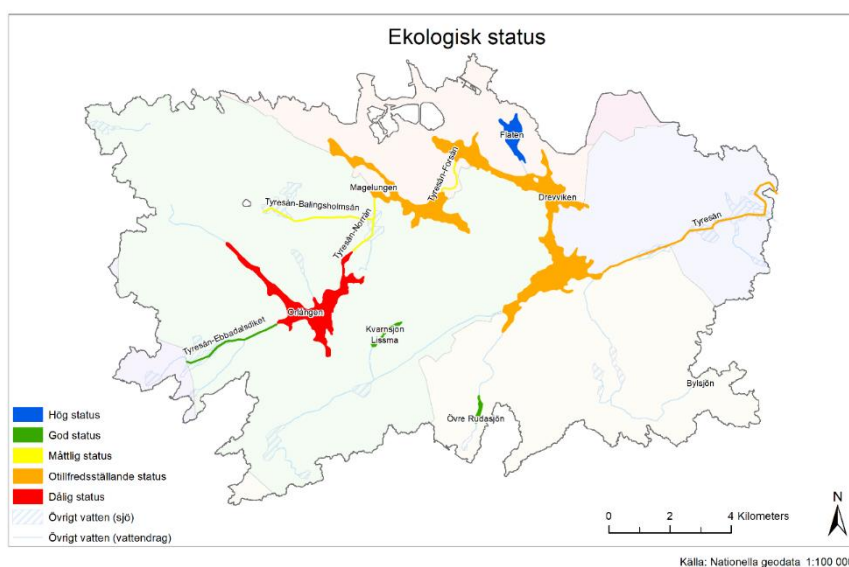 Ekologisk status
Flaten
Magelungen
Tyresån-Forsån
Drevviken
Tyresån-Balingsholmsån
Tyresån
Tyresån-Norrån
Orlången
Kvarnsjön
Lissma
Tyresån-Ebbadalsdiket
Bylsjön
Övre Rudasjön
Hög status
God status
Måttlig status
Otillfredsställande status
Dålig status
Övrigt vatten (sjö)
Övrigt vatten (vattendrag)
0 2 4 Kilometers
N
Källa: Nationella geodata 1:100 000